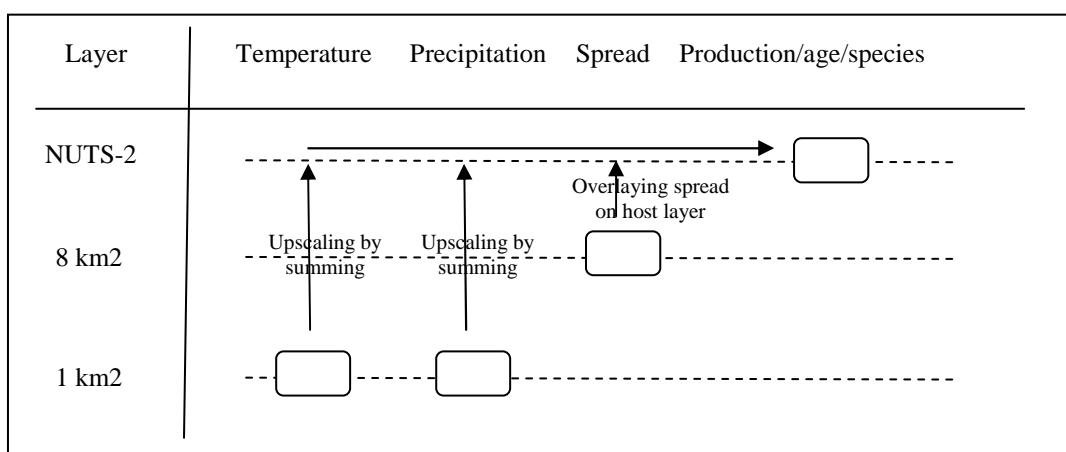 Layer Temperature Precipitation Spread Production/age/species
NUTS-2
Overlaying spread
on host layer
8 km2
Upscaling by
summing
Upscaling by
summing
1 km2